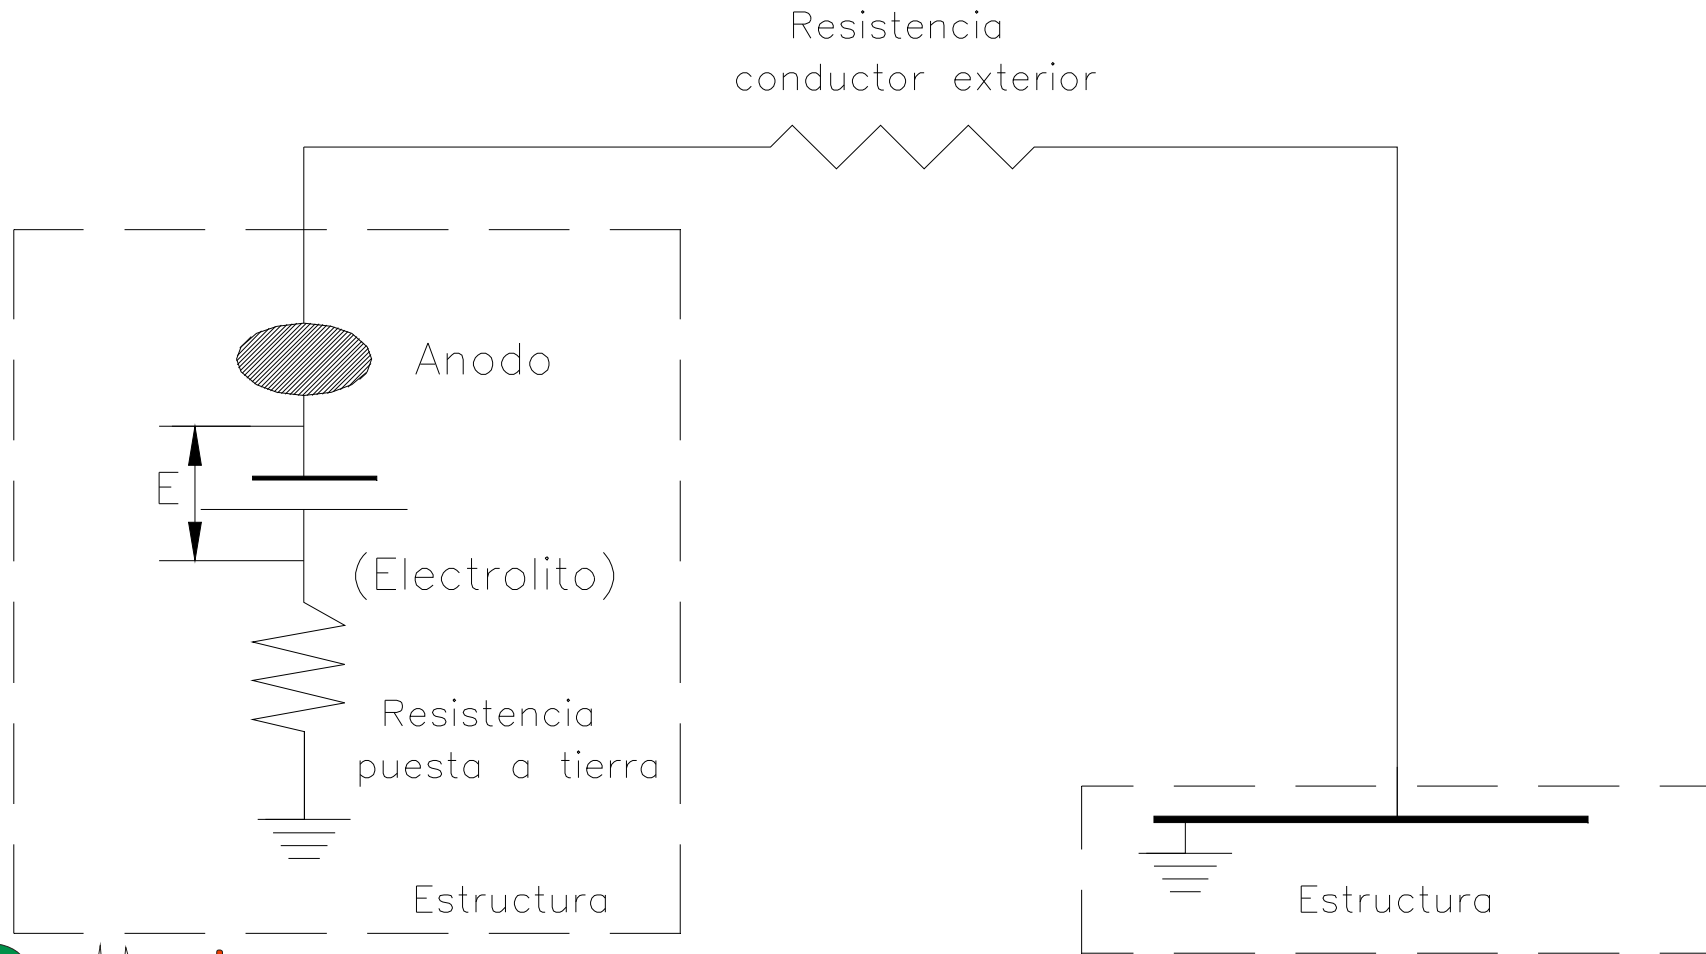 Resistencia
conductor exterior
Anodo
E
(Electrolito)
Resistencia
puesta a tierra
Estructura
Estructura